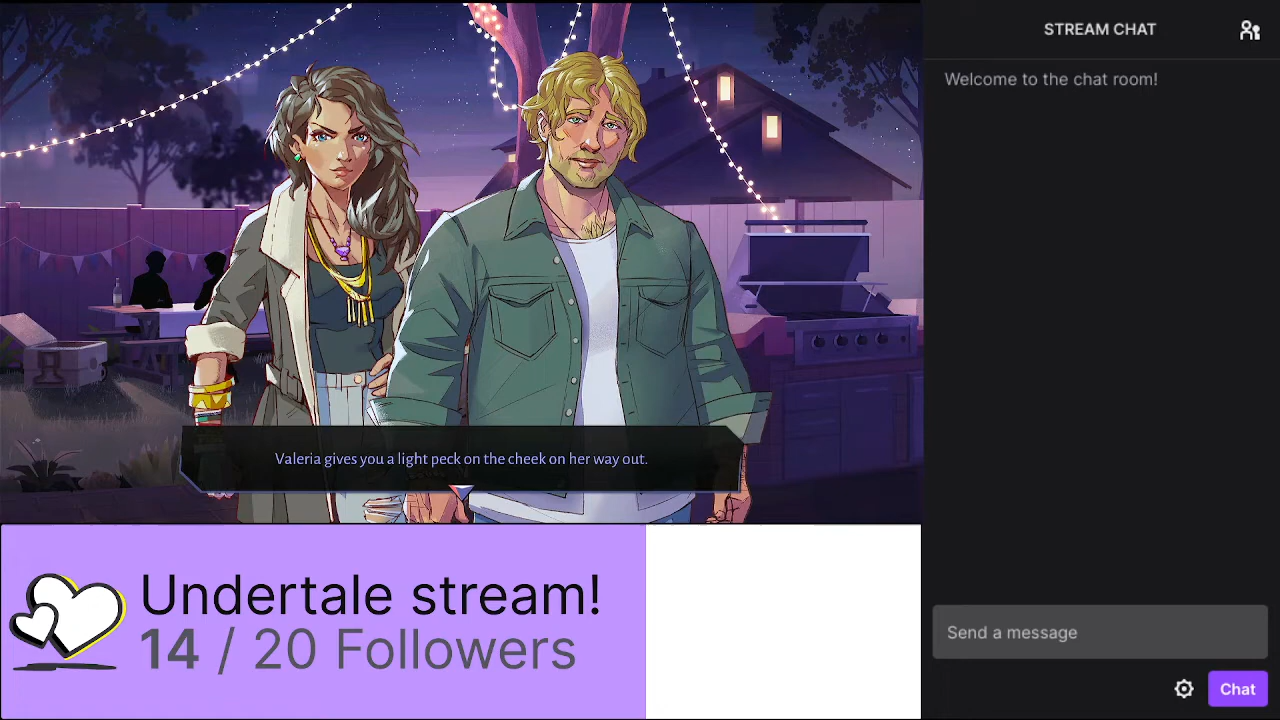 STREAM CHAT
Welcome to the chat room!
Valeria gives you a light peck on the cheek on her way out.
Undertale stream!
14 / 20 Followers
Send a message
Chat